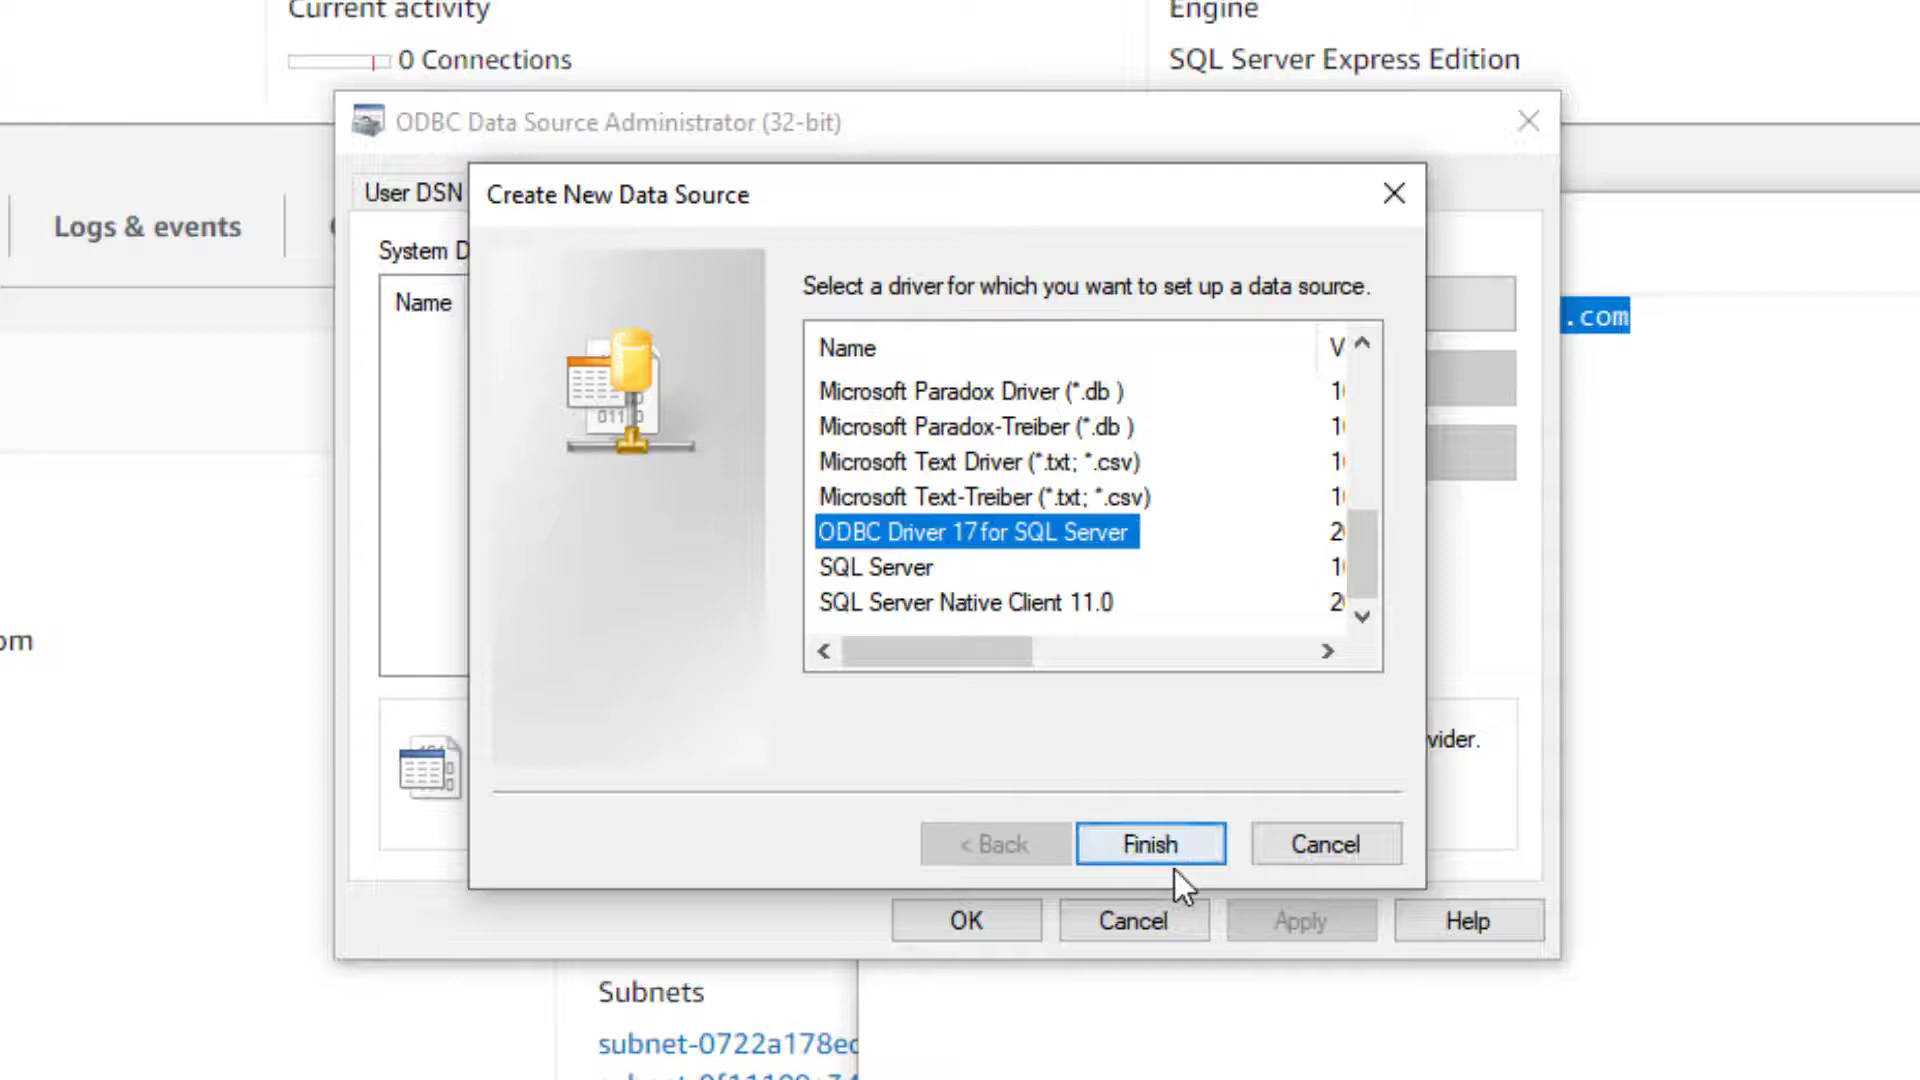 Current activity
Engine
0 Connections
SQL Server Express Edition
ODBC Data Source Administrator (32-bit)
User DSN
Create New Data Source
Logs & events
System D
Select a driver for which you want to set up a data source.
Name
.com
Name
V
Microsoft Paradox Driver (*.db )
Microsoft Paradox-Treiber (*.db )
Microsoft Text Driver (*.txt; *.csv)
Microsoft Text-Treiber (*.txt; *.csv)
ODBC Driver 17 for SQL Server
SQL Server
SQL Server Native Client 11.0
om
vider.
< Back
Finish
Cancel
OK
Cancel
Apply
Help
Subnets
subnet-0722a178ec